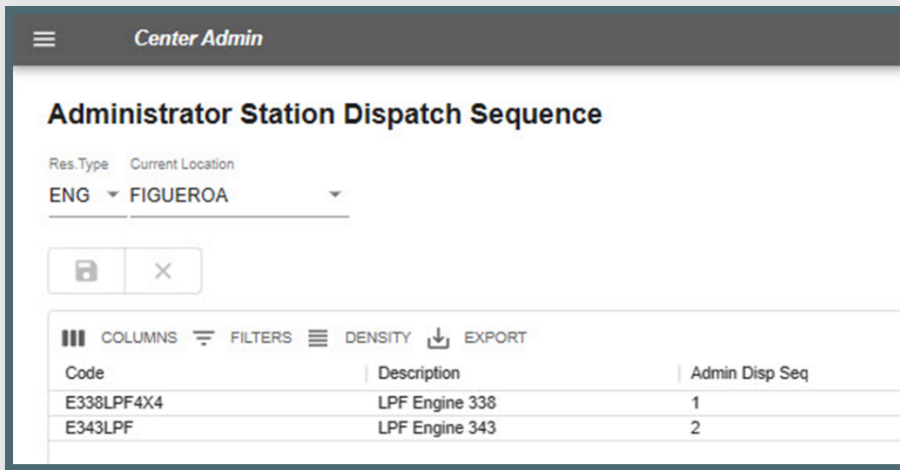 Center Admin
Administrator Station Dispatch Sequence
Res.Type Current Location
ENG FIGUEROA
COLUMNS FILTERS DENSITY EXPORT
Code Description Admin Disp Seq
E338LPF4X4 LPF Engine 338 1
E343LPF LPF Engine 343 2